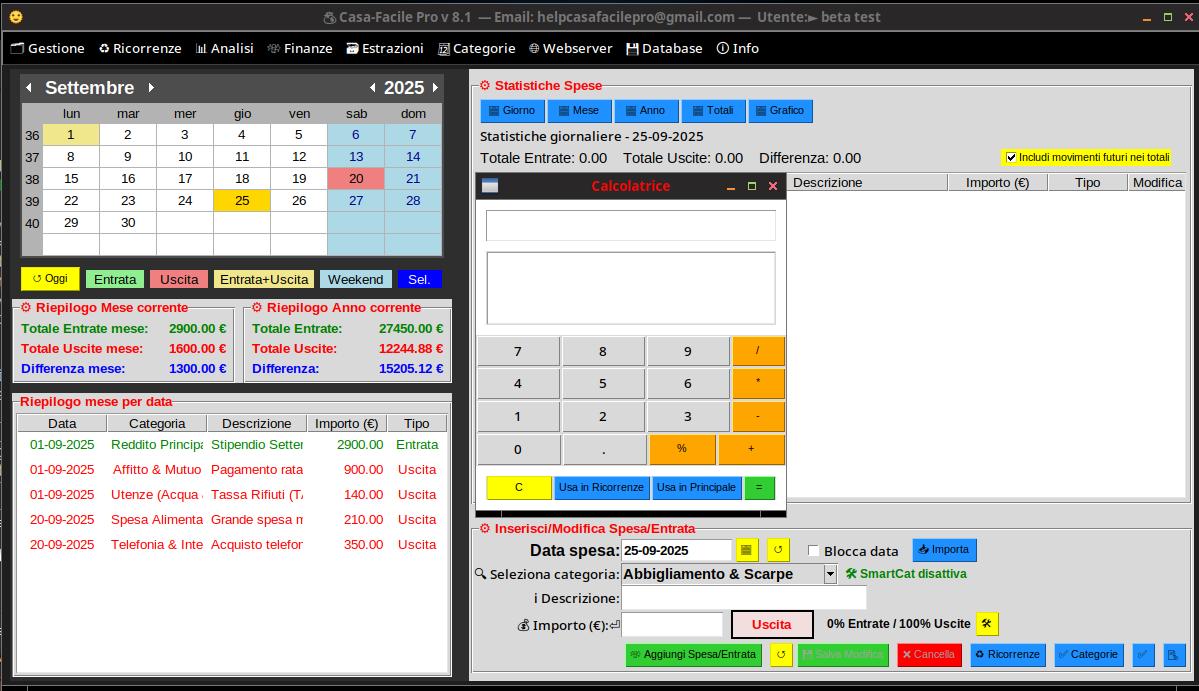 Casa-Facile Pro v 8.1 — Email: helpcasafacilepro@gmail.com — Utente:► beta test
Gestione Ricorrenze Analisi Finanze Estrazioni Categorie Webserver Database Info
Settembre 2025
lun mar mer gio ven sab dom
36 1 2 3 4 5 6 7
37 8 9 10 11 12 13 14
38 15 16 17 18 19 20 21
39 22 23 24 25 26 27 28
40 29 30
Oggi Entrata Uscita Entrata+Uscita Weekend Sel.
Riepilogo Mese corrente
Totale Entrate mese: 2900.00 €
Totale Uscite mese: 1600.00 €
Differenza mese: 1300.00 €
Riepilogo Anno corrente
Totale Entrate: 27450.00 €
Totale Uscite: 12244.88 €
Differenza: 15205.12 €
Riepilogo mese per data
Data Categoria Descrizione Importo (€) Tipo
01-09-2025 Reddito Principa Stipendio Setter 2900.00 Entrata
01-09-2025 Affitto & Mutuo Pagamento rata 900.00 Uscita
01-09-2025 Utenze (Acqua Tassa Rifiuti (T 140.00 Uscita
20-09-2025 Spesa Alimenta Grande spesa m 210.00 Uscita
20-09-2025 Telefonia & Inte Acquisto telefor 350.00 Uscita
Statistiche Spese
Giorno Mese Anno Totali Grafico
Statistiche giornaliere - 25-09-2025
Totale Entrate: 0.00 Totale Uscite: 0.00 Differenza: 0.00
Includi movimenti futuri nei totali
Descrizione Importo (€) Tipo Modifica
Calcolatrice
7 8 9 /
4 5 6 *
1 2 3 -
0 . % +
C Usa in Ricorrenze Usa in Principale =
Inserisci/Modifica Spesa/Entrata
Data spesa: 25-09-2025 Blocca data Importa
Seleziona categoria: Abbigliamento & Scarpe SmartCat disattiva
i Descrizione:
Importo (€): Uscita 0% Entrate / 100% Uscite
Aggiungi Spesa/Entrata Salva Modifica Cancella Ricorrenze Categorie